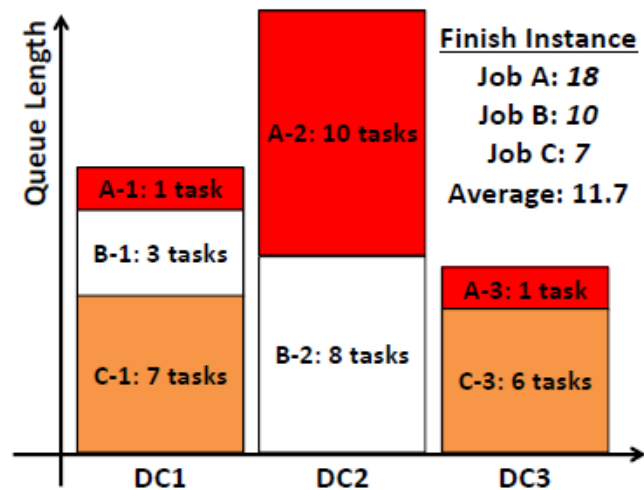 Queue Length
Finish Instance
Job A: 18
Job B: 10
Job C: 7
Average: 11.7
A-2: 10 tasks
A-1: 1 task
B-1: 3 tasks
A-3: 1 task
B-2: 8 tasks
C-1: 7 tasks
C-3: 6 tasks
DC1
DC2
DC3